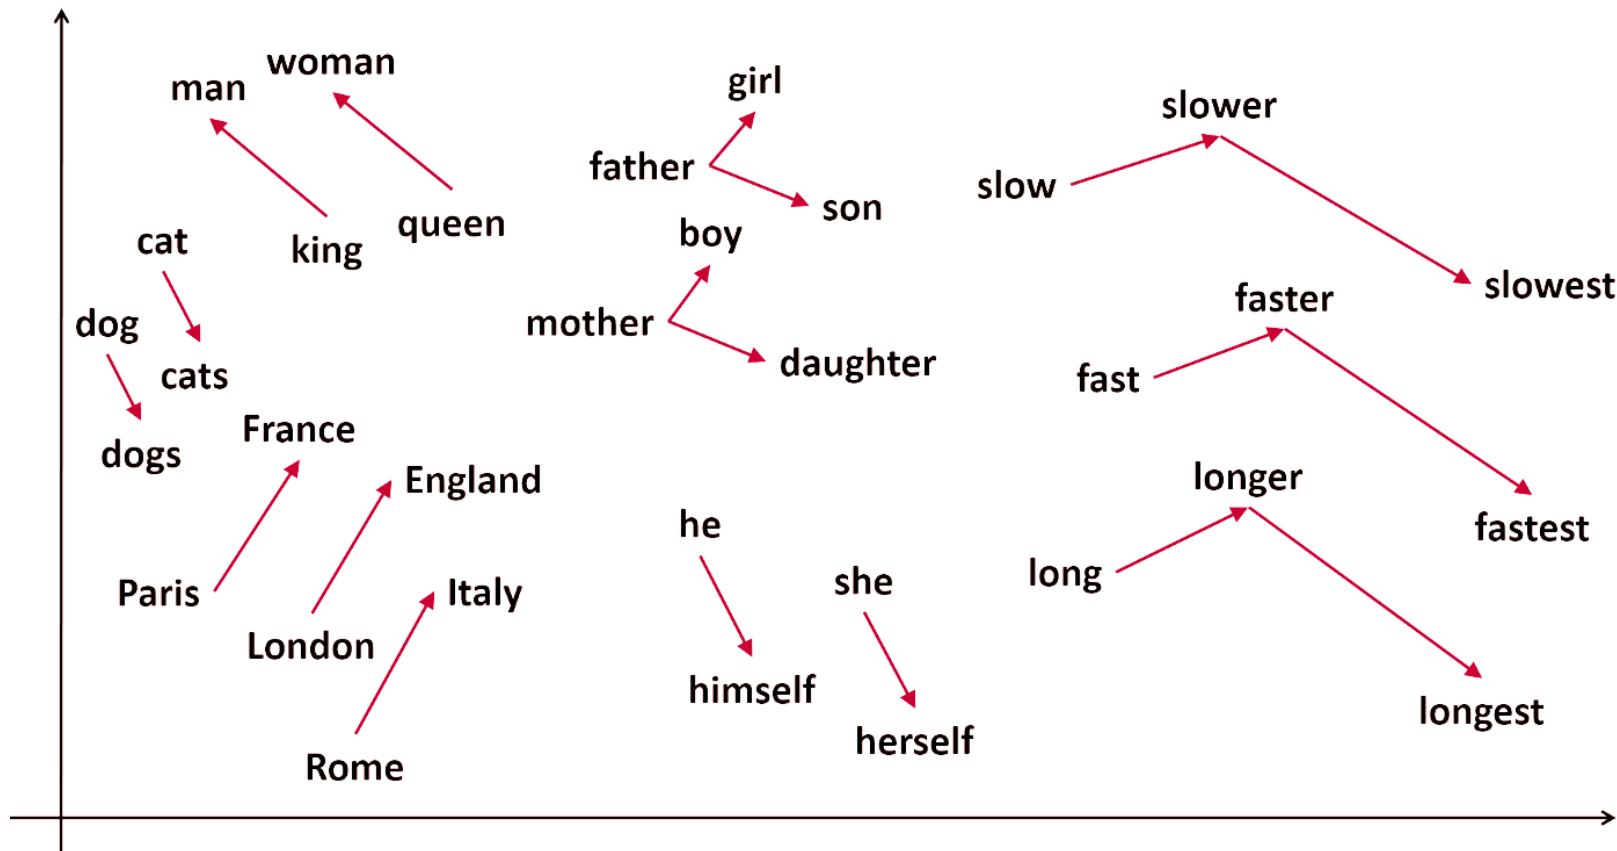 man
woman
king
queen
cat
cats
dog
dogs
France
England
Paris
London
Italy
Rome
girl
father
son
boy
mother
daughter
he
himself
she
herself
slower
slow
slowest
faster
fast
fastest
longer
long
longest